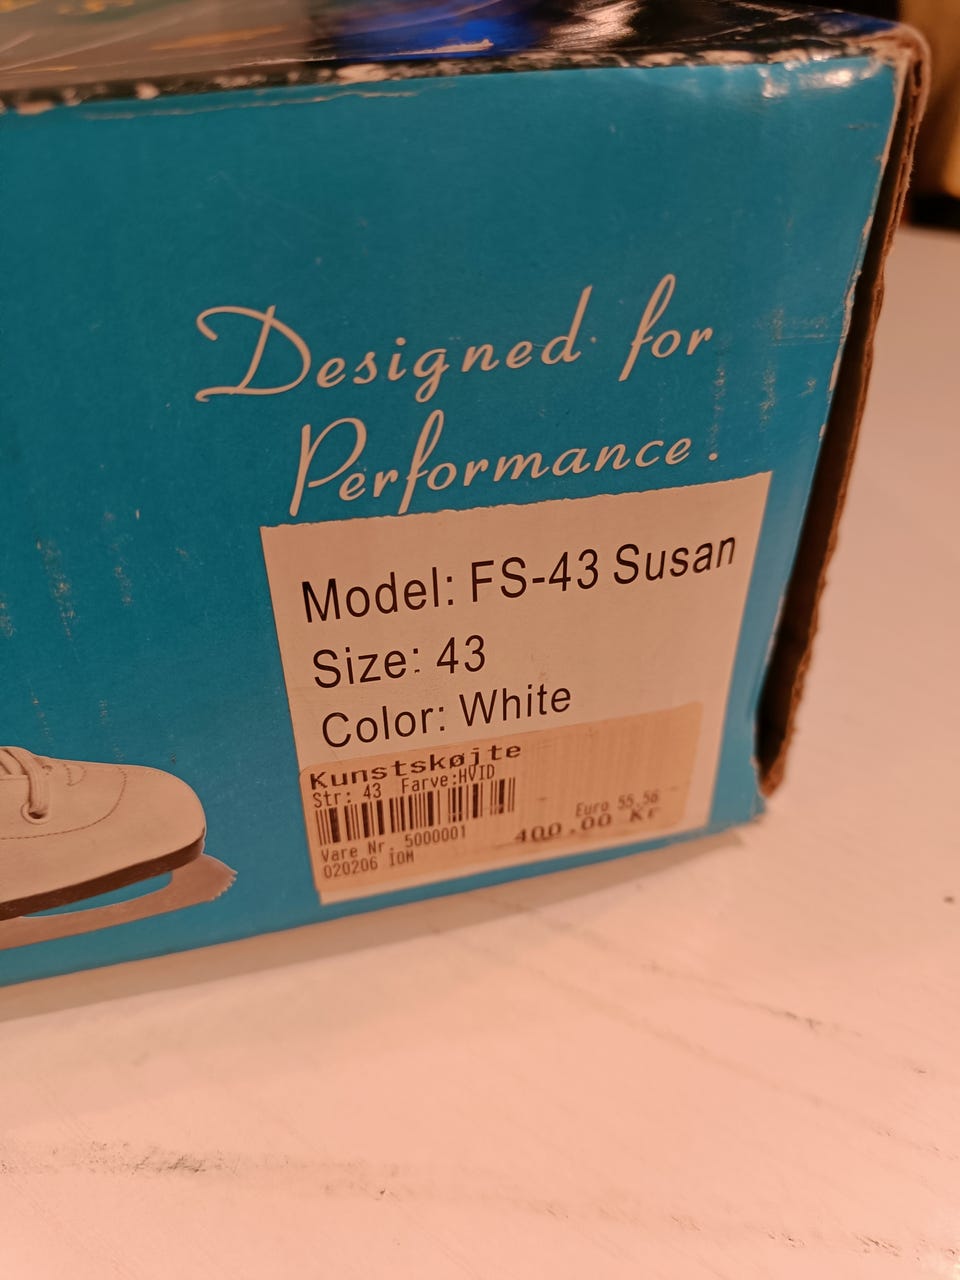 Designed for
Performance.
Model: FS-43 Susan
Size: 43
Color: White
Kunstskøjte
Str: 43 Farve:HVID
Euro 55,56
Vare Nr. 5000001
400.00 Kr
020206 IOM